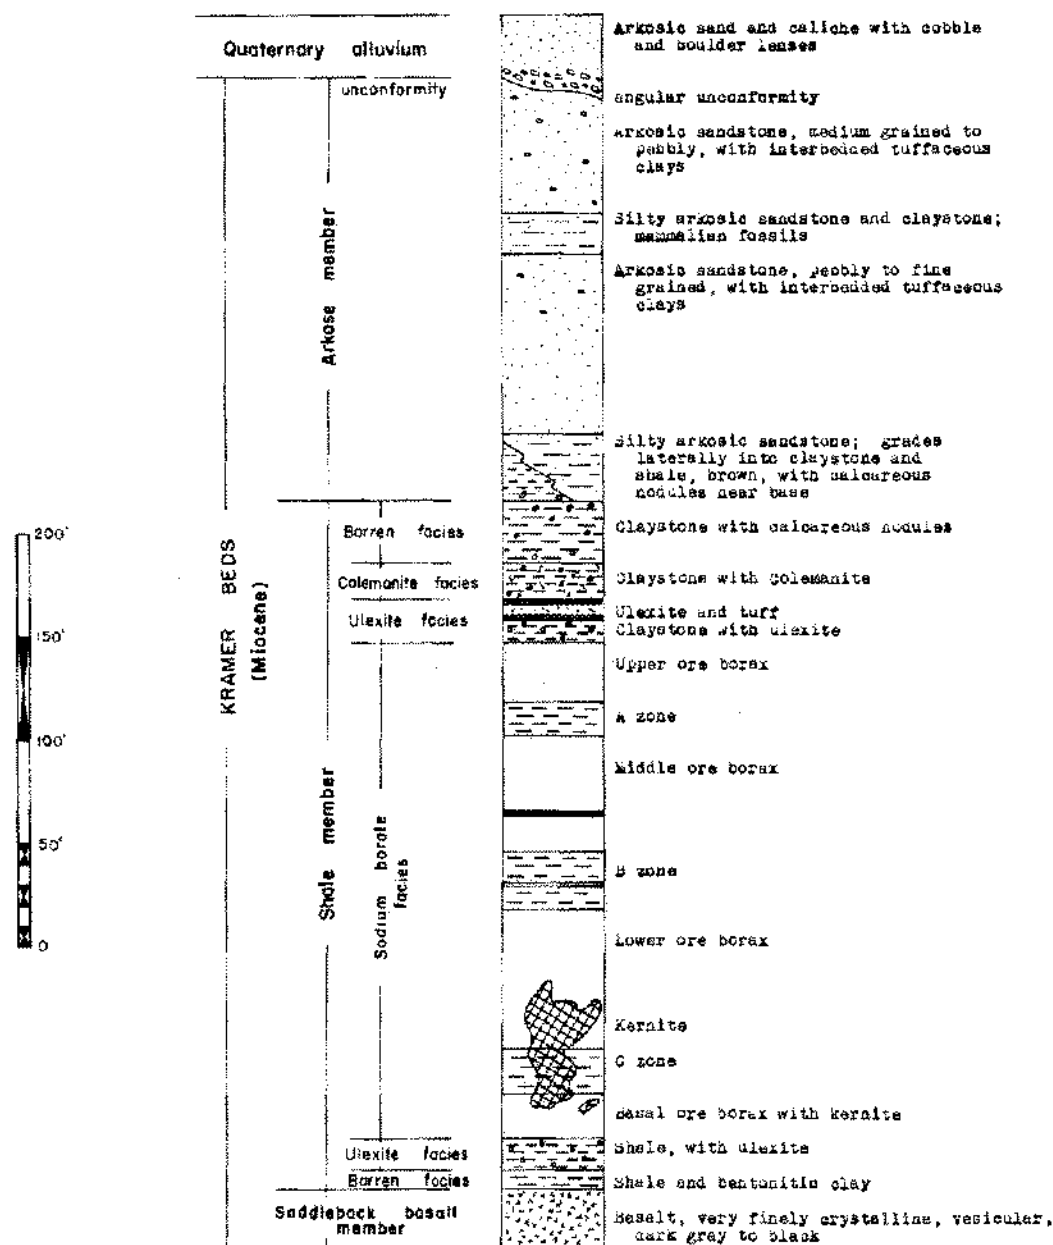 Quaternary alluvium
unconformity
Arkose member
KRAMER BEDS
(Miocene)
Shale member
Barren facies
Colemanite facies
Ulexite facies
Sodium borate
facies
Ulexite facies
Barren facies
Saddleback basalt
member
200'
150'
100'
50'
0
Arkosic sand and caliche with cobble
and boulder lenses
angular unconformity
Arkosic sandstone, medium grained to
pebbly, with interbedded tuffaceous
clays
Silty arkosic sandstone and claystone;
mammalian fossils
Arkosic sandstone, pebbly to fine
grained, with interbedded tuffaceous
clays
Silty arkosic sandstone; grades
laterally into claystone and
shale, brown, with calcareous
nodules near base
Claystone with calcareous nodules
Claystone with colemanite
Ulexite and tuff
Claystone with ulexite
Upper ore borax
A zone
Middle ore borax
B zone
Lower ore borax
Kernite
C zone
Basal ore borax with kernite
Shale, with ulexite
Shale and bentonitic clay
Basalt, very finely crystalline, vesicular,
dark gray to black